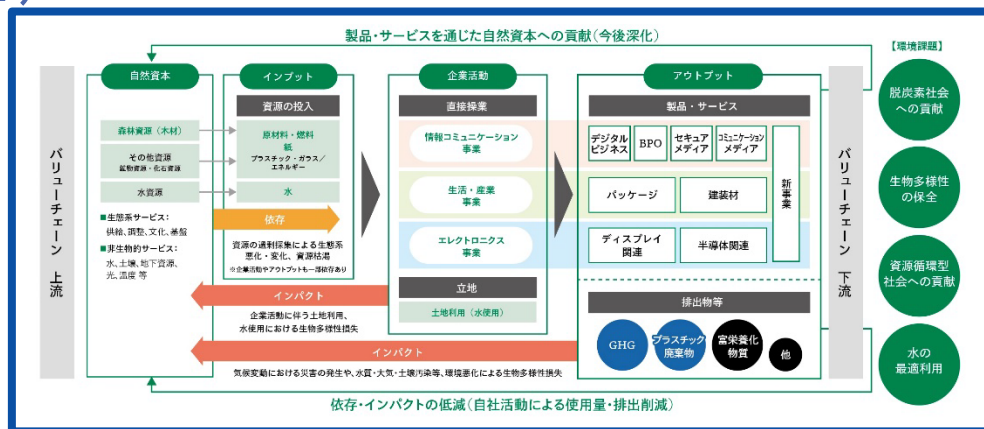 製品・サービスを通じた自然資本への貢献(今後深化)
【環境課題】
自然資本
インプット
企業活動
アウトプット
バリューチェーン 上流
森林資源(木材)
その他資源
鉱物資源・化石資源
水資源
■生態系サービス:
供給、調整、文化、基盤
■非生物的サービス:
水、土壌、地下資源、
光、温度 等
資源の投入
原材料・燃料
紙
プラスチック・ガラス/
エネルギー
水
依存
資源の過剰採集による生態系
悪化・変化、資源枯渇
※企業活動やアウトプットも一部依存あり
インパクト
企業活動に伴う土地利用、
水使用における生物多様性損失
インパクト
気候変動における災害の発生や、水質・大気・土壌汚染等、環境悪化による生物多様性損失
直接操業
情報コミュニケーション
事業
生活・産業
事業
エレクトロニクス
事業
立地
土地利用(水使用)
製品・サービス
デジタル
ビジネス
BPO
セキュア
メディア
コミュニケーション
メディア
パッケージ
建装材
ディスプレイ
関連
半導体関連
新事業
排出物等
GHG
プラスチック
廃棄物
富栄養化
物質
他
バリューチェーン 下流
脱炭素社会
への貢献
生物多様性
の保全
資源循環型
社会への貢献
水の
最適利用
依存・インパクトの低減(自社活動による使用量・排出削減)